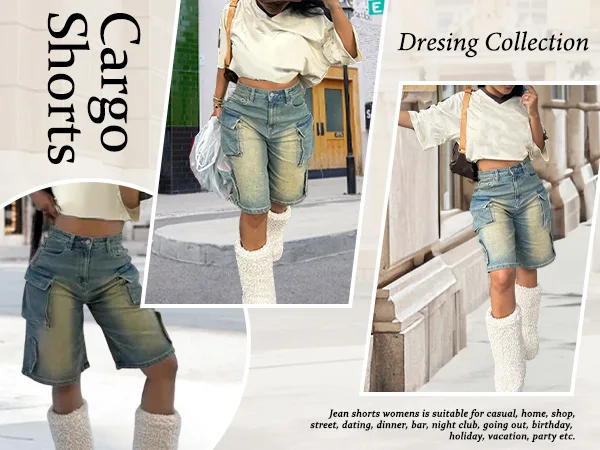 Cargo
Shorts
Dresing Collection
Jean shorts womens is suitable for casual, home, shop,
street, dating, dinner, bar, night club, going out, birthday,
holiday, vacation, party etc.